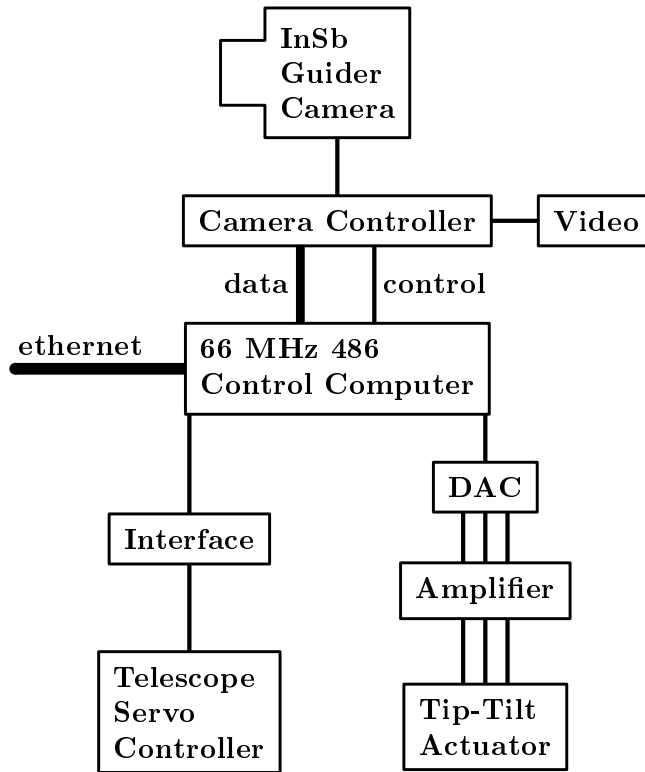 InSb
Guider
Camera
Camera Controller
Video
data
control
ethernet
66 MHz 486
Control Computer
DAC
Interface
Amplifier
Telescope
Servo
Controller
Tip-Tilt
Actuator